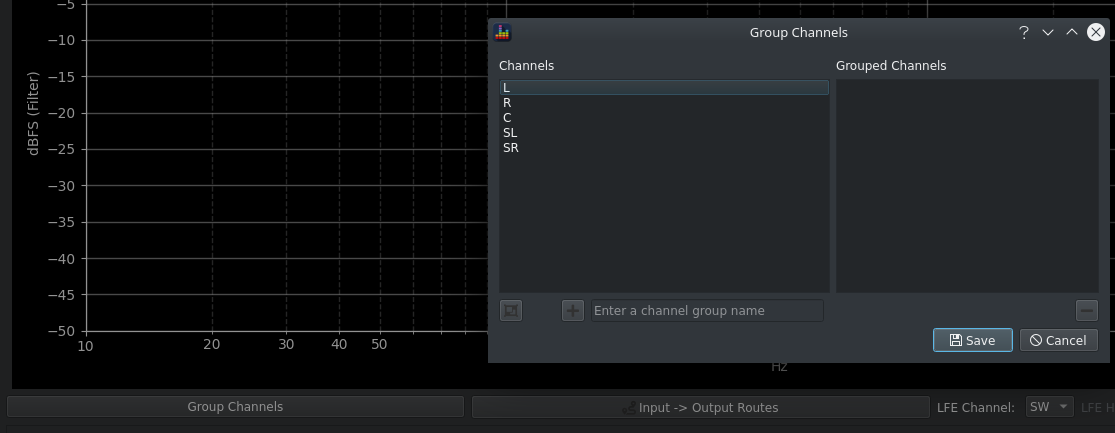 −5
−10
−15
−20
−25
−30
−35
−40
−45
−50
dBFS (Filter)
10 20 30 40 50
Hz
Group Channels
Channels
L
R
C
SL
SR
Grouped Channels
Enter a channel group name
Save
Cancel
Group Channels
Input -> Output Routes
LFE Channel:
SW
LFE